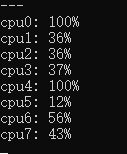 ---
cpu0: 100%
cpu1: 36%
cpu2: 36%
cpu3: 37%
cpu4: 100%
cpu5: 12%
cpu6: 56%
cpu7: 43%